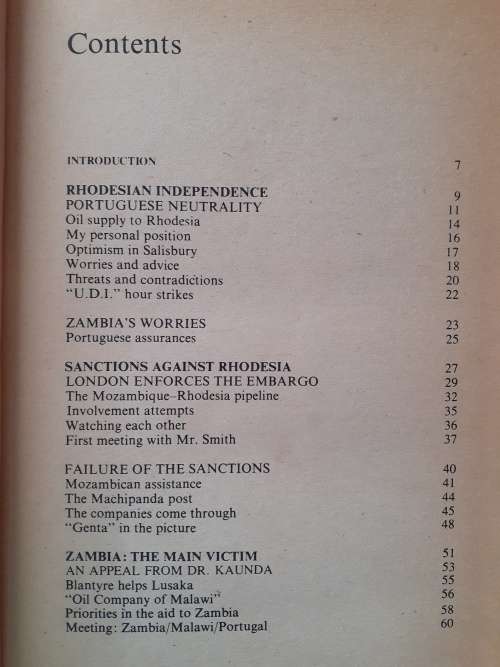 Contents
INTRODUCTION 7
RHODESIAN INDEPENDENCE 9
PORTUGUESE NEUTRALITY 11
Oil supply to Rhodesia 14
My personal position 16
Optimism in Salisbury 17
Worries and advice 18
Threats and contradictions 20
"U.D.I." hour strikes 22
ZAMBIA'S WORRIES 23
Portuguese assurances 25
SANCTIONS AGAINST RHODESIA 27
LONDON ENFORCES THE EMBARGO 29
The Mozambique–Rhodesia pipeline 32
Involvement attempts 35
Watching each other 36
First meeting with Mr. Smith 37
FAILURE OF THE SANCTIONS 40
Mozambican assistance 41
The Machipanda post 44
The companies come through 45
"Genta" in the picture 48
ZAMBIA: THE MAIN VICTIM 51
AN APPEAL FROM DR. KAUNDA 53
Blantyre helps Lusaka 55
"Oil Company of Malawi" 56
Priorities in the aid to Zambia 58
Meeting: Zambia/Malawi/Portugal 60